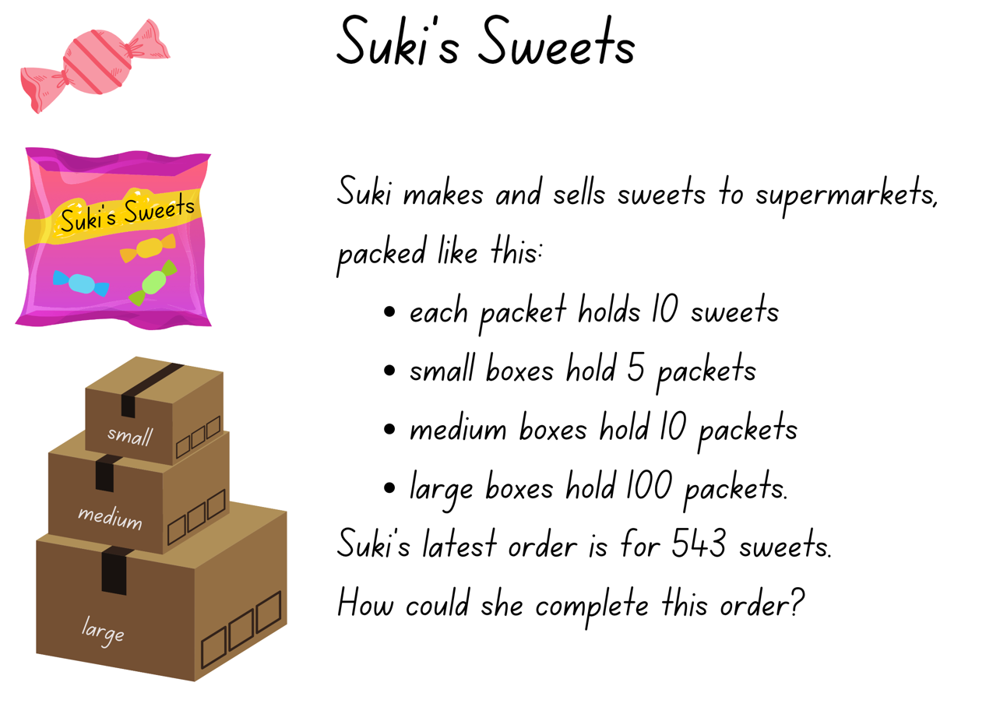 Suki's Sweets
Suki's Sweets
small
medium
large
Suki makes and sells sweets to supermarkets,
packed like this:
• each packet holds 10 sweets
• small boxes hold 5 packets
• medium boxes hold 10 packets
• large boxes hold 100 packets.
Suki's latest order is for 543 sweets.
How could she complete this order?